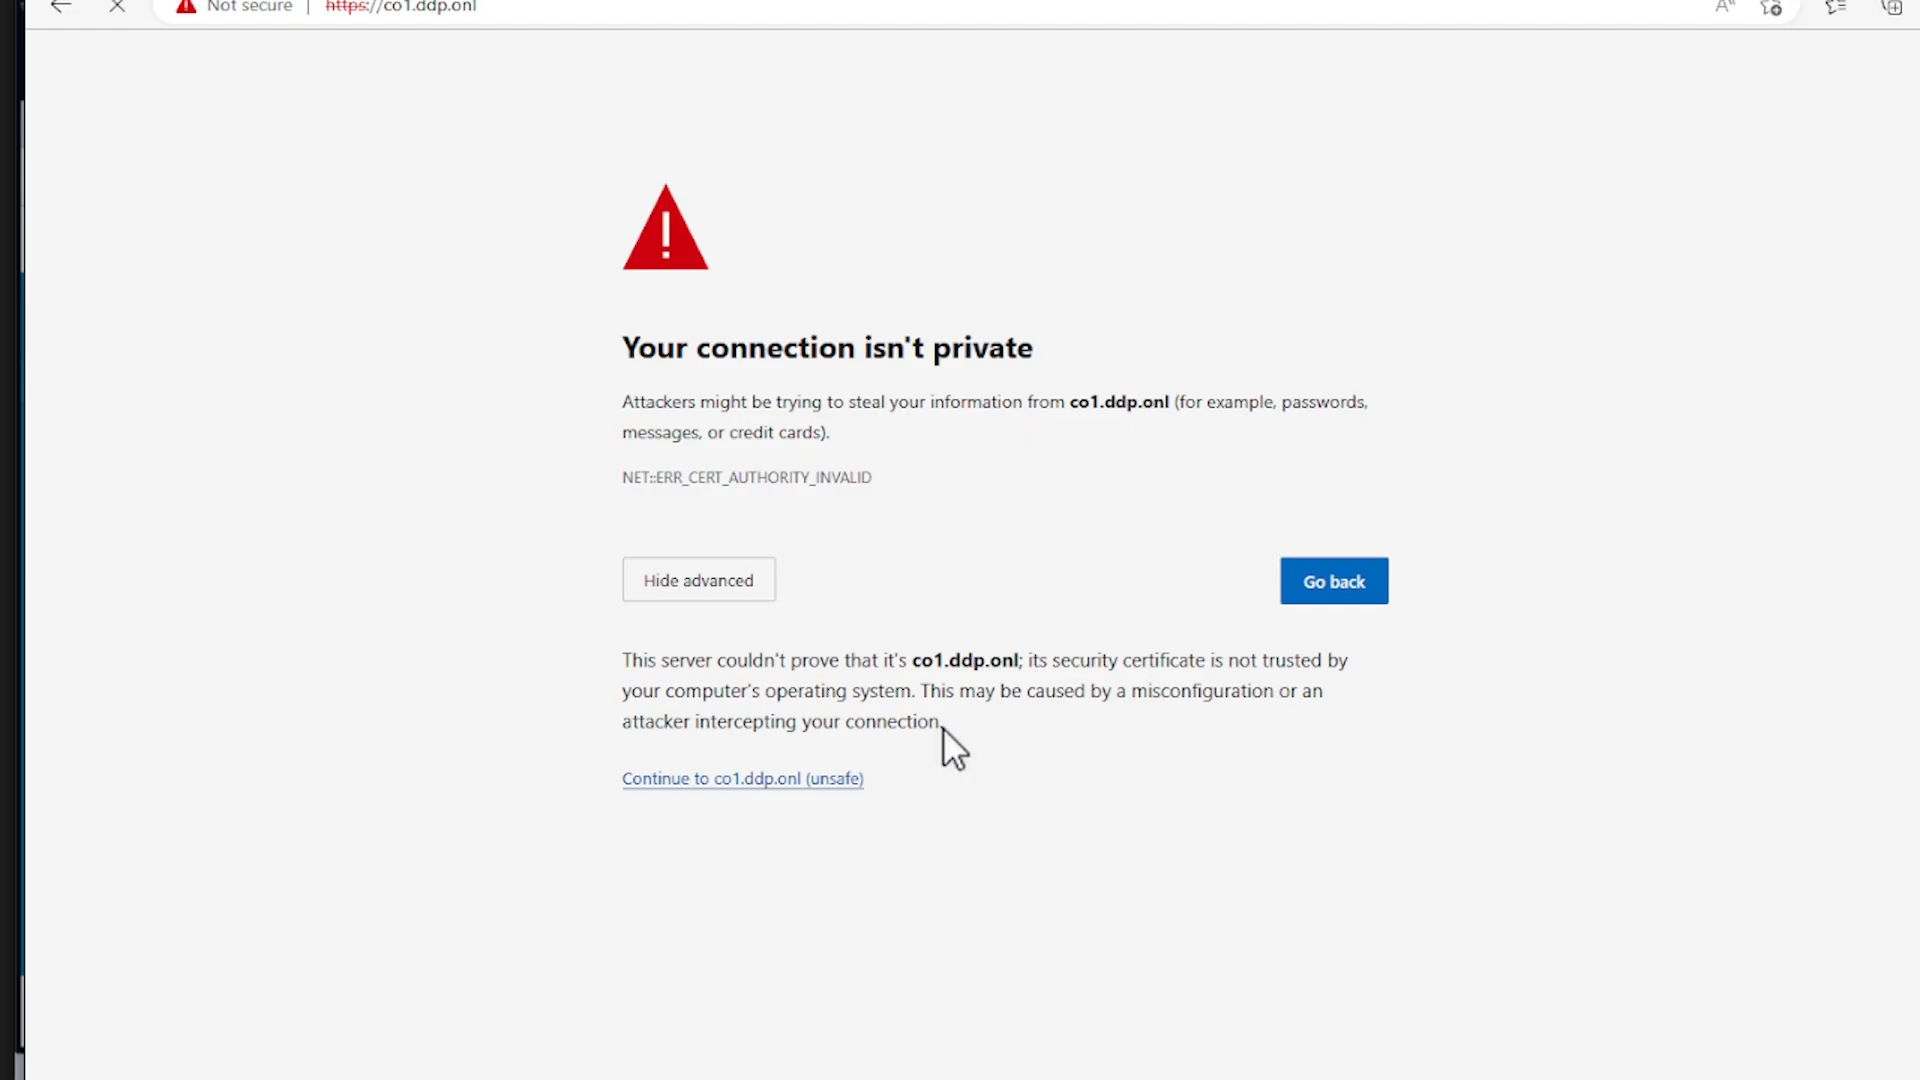 Not secure | https://co1.ddp.onl
Your connection isn't private
Attackers might be trying to steal your information from co1.ddp.onl (for example, passwords,
messages, or credit cards).
NET::ERR_CERT_AUTHORITY_INVALID
Hide advanced
Go back
This server couldn't prove that it's co1.ddp.onl; its security certificate is not trusted by
your computer's operating system. This may be caused by a misconfiguration or an
attacker intercepting your connection.
Continue to co1.ddp.onl (unsafe)